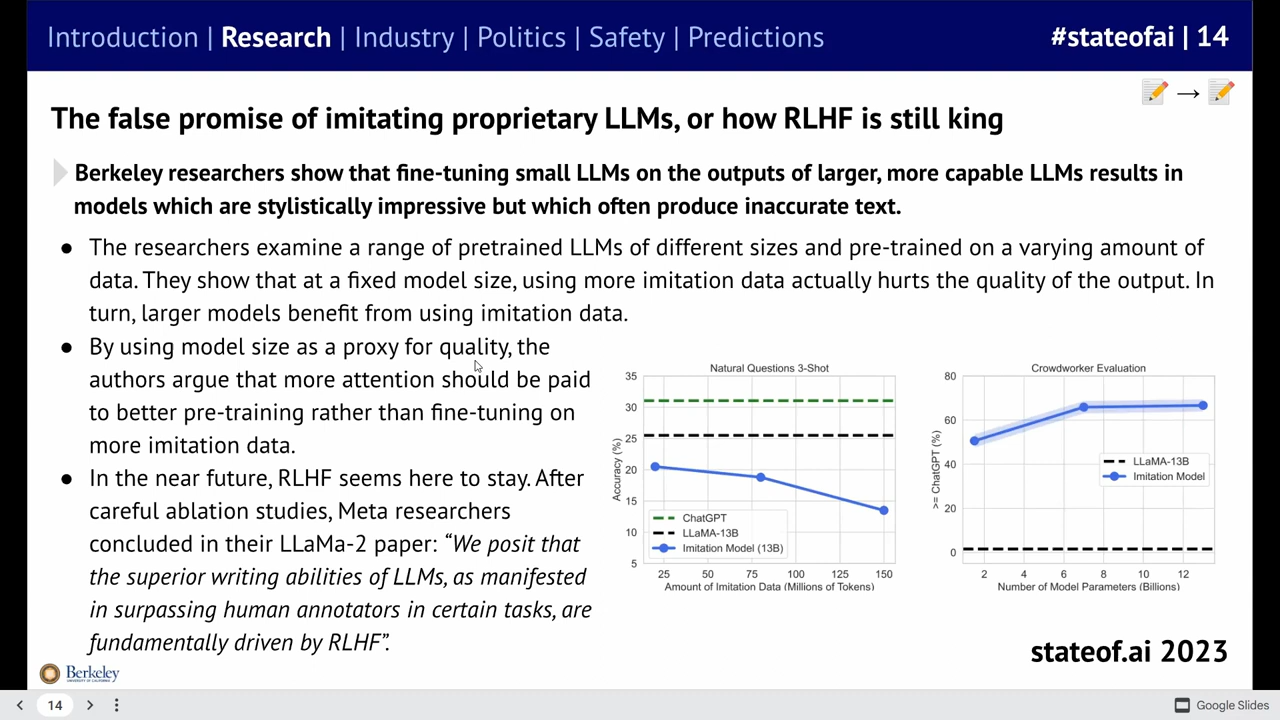 Introduction | Research | Industry | Politics | Safety | Predictions
#stateofai | 14
The false promise of imitating proprietary LLMs, or how RLHF is still king
Berkeley researchers show that fine-tuning small LLMs on the outputs of larger, more capable LLMs results in
models which are stylistically impressive but which often produce inaccurate text.
● The researchers examine a range of pretrained LLMs of different sizes and pre-trained on a varying amount of
data. They show that at a fixed model size, using more imitation data actually hurts the quality of the output. In
turn, larger models benefit from using imitation data.
● By using model size as a proxy for quality, the
authors argue that more attention should be paid
to better pre-training rather than fine-tuning on
more imitation data.
● In the near future, RLHF seems here to stay. After
careful ablation studies, Meta researchers
concluded in their LLaMa-2 paper: “We posit that
the superior writing abilities of LLMs, as manifested
in surpassing human annotators in certain tasks, are
fundamentally driven by RLHF”.
Natural Questions 3-Shot
Accuracy (%)
35
30
25
20
15
10
5
ChatGPT
LLaMA-13B
Imitation Model (13B)
25 50 75 100 125 150
Amount of Imitation Data (Millions of Tokens)
Crowdworker Evaluation
>= ChatGPT (%)
80
60
40
20
0
LLaMA-13B
Imitation Model
2 4 6 8 10 12
Number of Model Parameters (Billions)
Berkeley
UNIVERSITY OF CALIFORNIA
stateof.ai 2023
14
Google Slides